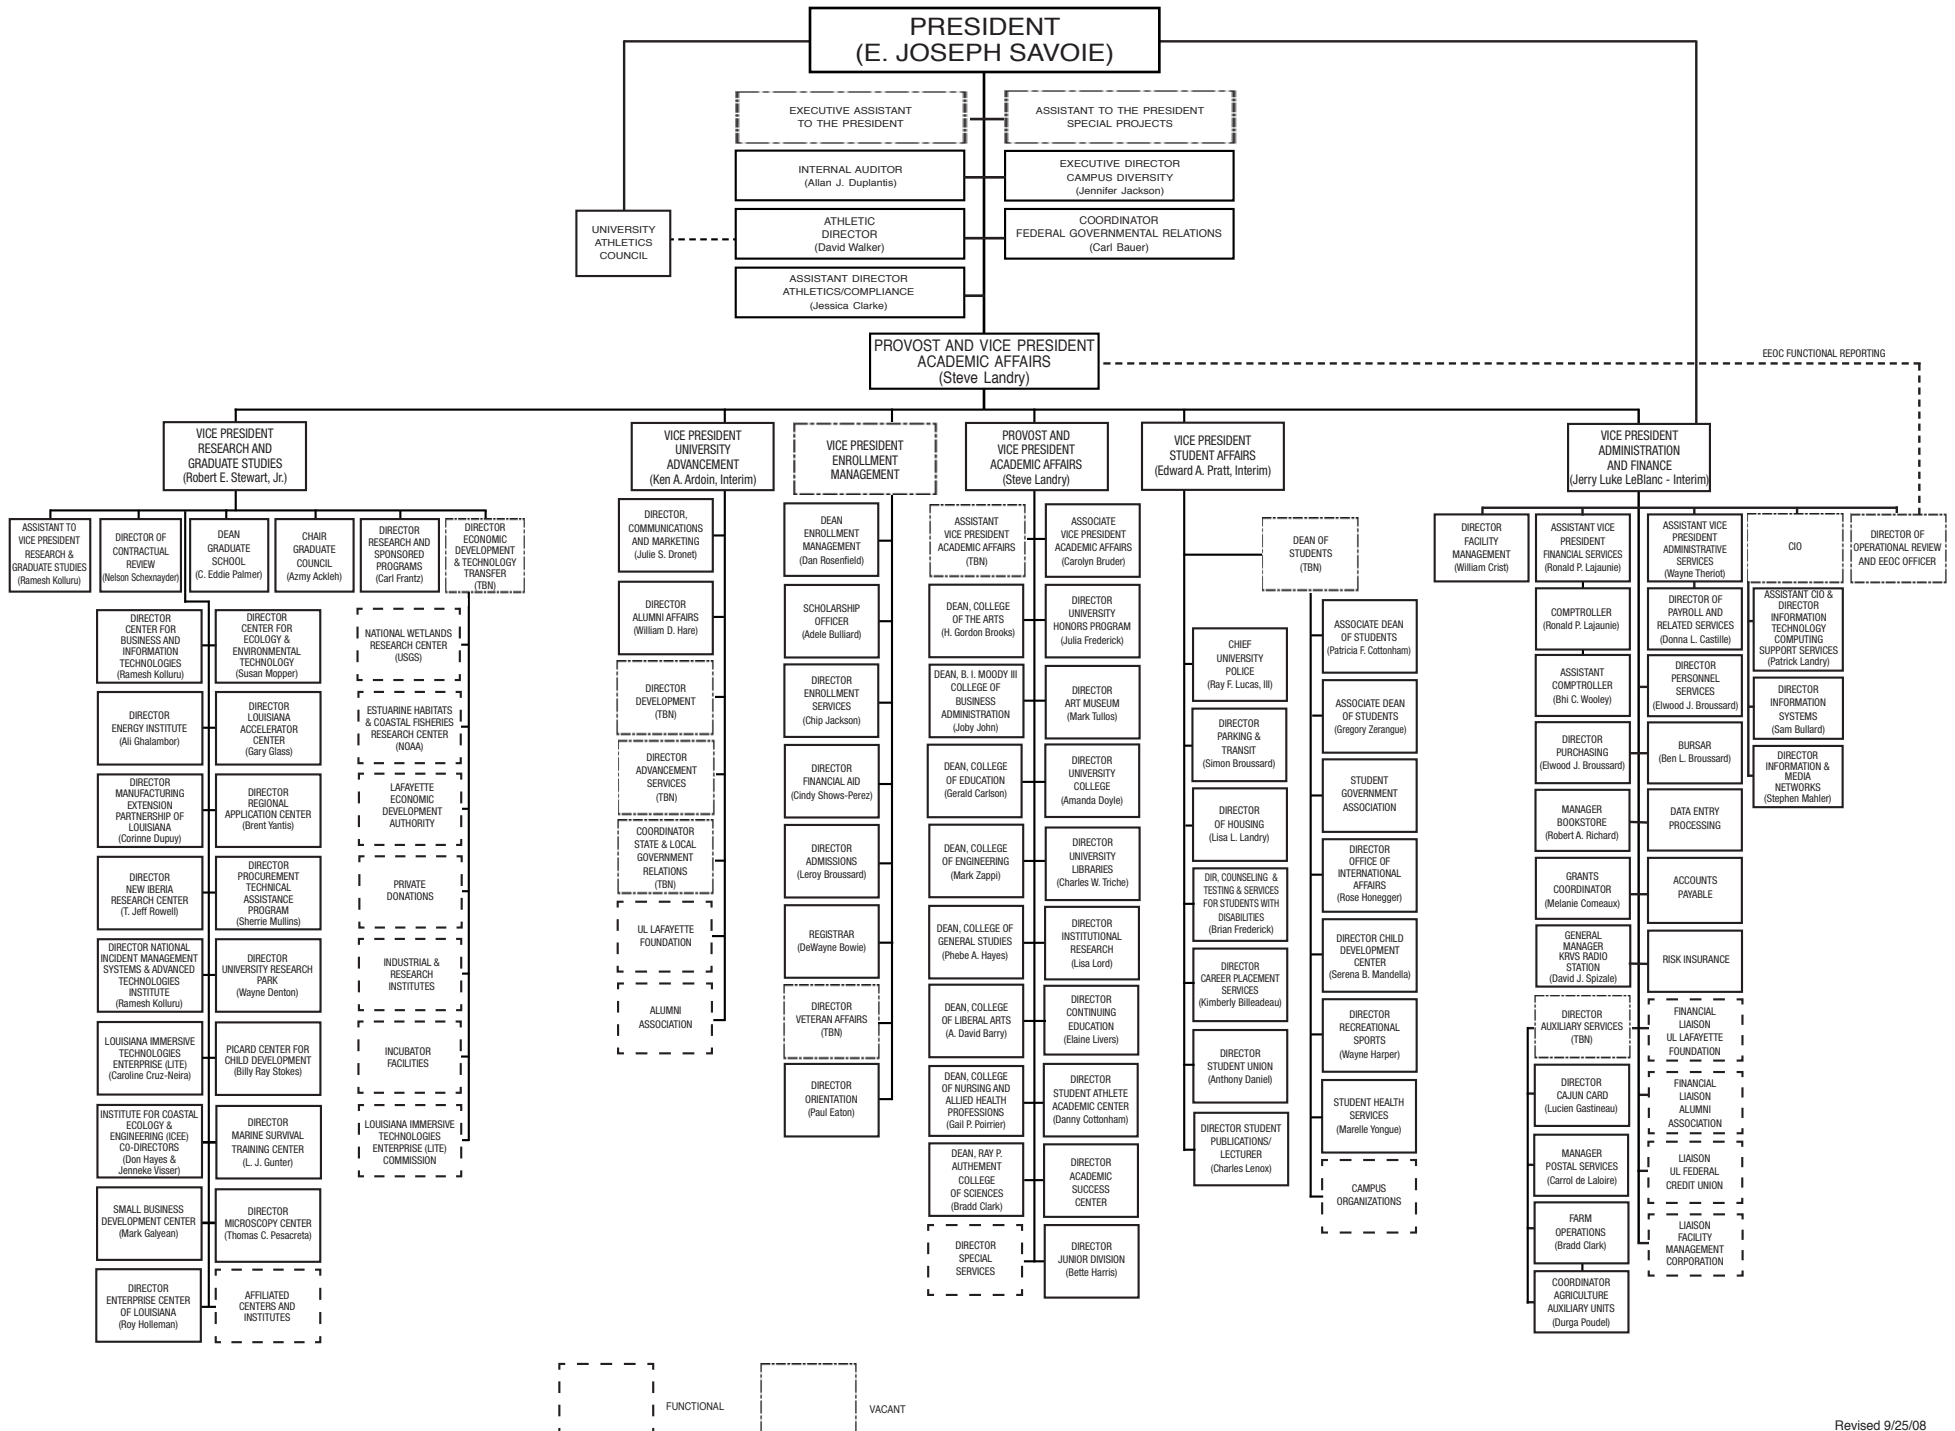 PRESIDENT
(E. JOSEPH SAVOIE)
EXECUTIVE ASSISTANT
TO THE PRESIDENT
ASSISTANT TO THE PRESIDENT
SPECIAL PROJECTS
INTERNAL AUDITOR
(Allan J. Duplantis)
EXECUTIVE DIRECTOR
CAMPUS DIVERSITY
(Jennifer Jackson)
UNIVERSITY
ATHLETICS
COUNCIL
ATHLETIC
DIRECTOR
(David Walker)
COORDINATOR
FEDERAL GOVERNMENTAL RELATIONS
(Carl Bauer)
ASSISTANT DIRECTOR
ATHLETICS/COMPLIANCE
(Jessica Clarke)
PROVOST AND VICE PRESIDENT
ACADEMIC AFFAIRS
(Steve Landry)
EEOC FUNCTIONAL REPORTING
VICE PRESIDENT
RESEARCH AND
GRADUATE STUDIES
(Robert E. Stewart, Jr.)
VICE PRESIDENT
UNIVERSITY
ADVANCEMENT
(Ken A. Ardoin, Interim)
VICE PRESIDENT
ENROLLMENT
MANAGEMENT
PROVOST AND
VICE PRESIDENT
ACADEMIC AFFAIRS
(Steve Landry)
VICE PRESIDENT
STUDENT AFFAIRS
(Edward A. Pratt, Interim)
VICE PRESIDENT
ADMINISTRATION
AND FINANCE
(Jerry Luke LeBlanc - Interim)
ASSISTANT TO
VICE PRESIDENT
RESEARCH &
GRADUATE STUDIES
(Ramesh Kolluru)
DIRECTOR OF
CONTRACTUAL
REVIEW
(Nelson Schexnayder)
DEAN
GRADUATE
SCHOOL
(C. Eddie Palmer)
CHAIR
GRADUATE
COUNCIL
(Azmy Ackleh)
DIRECTOR
RESEARCH AND
SPONSORED
PROGRAMS
(Carl Frantz)
DIRECTOR
ECONOMIC
DEVELOPMENT
& TECHNOLOGY
TRANSFER
(TBN)
DIRECTOR
CENTER FOR
BUSINESS AND
INFORMATION
TECHNOLOGIES
(Ramesh Kolluru)
DIRECTOR
CENTER FOR
ECOLOGY &
ENVIRONMENTAL
TECHNOLOGY
(Susan Mopper)
DIRECTOR
ENERGY INSTITUTE
(Ali Ghalambor)
DIRECTOR
LOUISIANA
ACCELERATOR
CENTER
(Gary Glass)
DIRECTOR
MANUFACTURING
EXTENSION
PARTNERSHIP OF
LOUISIANA
(Corinne Dupuy)
DIRECTOR
REGIONAL
APPLICATION CENTER
(Brent Yantis)
DIRECTOR
NEW IBERIA
RESEARCH CENTER
(T. Jeff Rowell)
DIRECTOR
PROCUREMENT
TECHNICAL
ASSISTANCE
PROGRAM
(Sherrie Mullins)
DIRECTOR NATIONAL
INCIDENT MANAGEMENT
SYSTEMS & ADVANCED
TECHNOLOGIES
INSTITUTE
(Ramesh Kolluru)
DIRECTOR
UNIVERSITY RESEARCH
PARK
(Wayne Denton)
LOUISIANA IMMERSIVE
TECHNOLOGIES
ENTERPRISE (LITE)
(Caroline Cruz-Neira)
PICARD CENTER FOR
CHILD DEVELOPMENT
(Billy Ray Stokes)
INSTITUTE FOR COASTAL
ECOLOGY &
ENGINEERING (ICEE)
CO-DIRECTORS
(Don Hayes &
Jenneke Visser)
DIRECTOR
MARINE SURVIVAL
TRAINING CENTER
(L. J. Gunter)
SMALL BUSINESS
DEVELOPMENT CENTER
(Mark Galyean)
DIRECTOR
MICROSCOPY CENTER
(Thomas C. Pesacreta)
DIRECTOR
ENTERPRISE CENTER
OF LOUISIANA
(Roy Holleman)
AFFILIATED
CENTERS AND
INSTITUTES
NATIONAL WETLANDS
RESEARCH CENTER
(USGS)
ESTUARINE HABITATS
& COASTAL FISHERIES
RESEARCH CENTER
(NOAA)
LAFAYETTE
ECONOMIC
DEVELOPMENT
AUTHORITY
PRIVATE
DONATIONS
INDUSTRIAL &
RESEARCH
INSTITUTES
INCUBATOR
FACILITIES
LOUISIANA IMMERSIVE
TECHNOLOGIES
ENTERPRISE (LITE)
COMMISSION
DIRECTOR,
COMMUNICATIONS
AND MARKETING
(Julie S. Dronet)
DIRECTOR
ALUMNI AFFAIRS
(William D. Hare)
DIRECTOR
DEVELOPMENT
(TBN)
DIRECTOR
ADVANCEMENT
SERVICES
(TBN)
COORDINATOR
STATE & LOCAL
GOVERNMENT
RELATIONS
(TBN)
UL LAFAYETTE
FOUNDATION
ALUMNI
ASSOCIATION
DEAN
ENROLLMENT
MANAGEMENT
(Dan Rosenfield)
SCHOLARSHIP
OFFICER
(Adele Bulliard)
DIRECTOR
ENROLLMENT
SERVICES
(Chip Jackson)
DIRECTOR
FINANCIAL AID
(Cindy Shows-Perez)
DIRECTOR
ADMISSIONS
(Leroy Broussard)
REGISTRAR
(DeWayne Bowie)
DIRECTOR
VETERAN AFFAIRS
(TBN)
DIRECTOR
ORIENTATION
(Paul Eaton)
ASSISTANT
VICE PRESIDENT
ACADEMIC AFFAIRS
(TBN)
ASSOCIATE
VICE PRESIDENT
ACADEMIC AFFAIRS
(Carolyn Bruder)
DEAN, COLLEGE
OF THE ARTS
(H. Gordon Brooks)
DIRECTOR
UNIVERSITY
HONORS PROGRAM
(Julia Frederick)
DEAN, B. I. MOODY III
COLLEGE OF
BUSINESS
ADMINISTRATION
(Joby John)
DIRECTOR
ART MUSEUM
(Mark Tullos)
DEAN, COLLEGE
OF EDUCATION
(Gerald Carlson)
DIRECTOR
UNIVERSITY
COLLEGE
(Amanda Doyle)
DEAN, COLLEGE
OF ENGINEERING
(Mark Zappi)
DIRECTOR
UNIVERSITY
LIBRARIES
(Charles W. Triche)
DEAN, COLLEGE OF
GENERAL STUDIES
(Phebe A. Hayes)
DIRECTOR
INSTITUTIONAL
RESEARCH
(Lisa Lord)
DEAN, COLLEGE
OF LIBERAL ARTS
(A. David Barry)
DIRECTOR
CONTINUING
EDUCATION
(Elaine Livers)
DEAN, COLLEGE
OF NURSING AND
ALLIED HEALTH
PROFESSIONS
(Gail P. Poirrier)
DIRECTOR
STUDENT ATHLETE
ACADEMIC CENTER
(Danny Cottonham)
DEAN, RAY P.
AUTHEMENT
COLLEGE
OF SCIENCES
(Bradd Clark)
DIRECTOR
ACADEMIC
SUCCESS
CENTER
DIRECTOR
SPECIAL
SERVICES
DIRECTOR
JUNIOR DIVISION
(Bette Harris)
DEAN OF
STUDENTS
(TBN)
CHIEF
UNIVERSITY
POLICE
(Ray F. Lucas, III)
DIRECTOR
PARKING &
TRANSIT
(Simon Broussard)
DIRECTOR
OF HOUSING
(Lisa L. Landry)
DIR, COUNSELING &
TESTING & SERVICES
FOR STUDENTS WITH
DISABILITIES
(Brian Frederick)
DIRECTOR
CAREER PLACEMENT
SERVICES
(Kimberly Billeadeau)
DIRECTOR
STUDENT UNION
(Anthony Daniel)
DIRECTOR STUDENT
PUBLICATIONS/
LECTURER
(Charles Lenox)
ASSOCIATE DEAN
OF STUDENTS
(Patricia F. Cottonham)
ASSOCIATE DEAN
OF STUDENTS
(Gregory Zerangue)
STUDENT
GOVERNMENT
ASSOCIATION
DIRECTOR
OFFICE OF
INTERNATIONAL
AFFAIRS
(Rose Honegger)
DIRECTOR CHILD
DEVELOPMENT
CENTER
(Serena B. Mandella)
DIRECTOR
RECREATIONAL
SPORTS
(Wayne Harper)
STUDENT HEALTH
SERVICES
(Marelle Yongue)
CAMPUS
ORGANIZATIONS
DIRECTOR
FACILITY
MANAGEMENT
(William Crist)
ASSISTANT VICE
PRESIDENT
FINANCIAL SERVICES
(Ronald P. Lajaunie)
ASSISTANT VICE
PRESIDENT
ADMINISTRATIVE
SERVICES
(Wayne Theriot)
CIO
DIRECTOR OF
OPERATIONAL REVIEW
AND EEOC OFFICER
COMPTROLLER
(Ronald P. Lajaunie)
DIRECTOR OF
PAYROLL AND
RELATED SERVICES
(Donna L. Castille)
ASSISTANT CIO &
DIRECTOR
INFORMATION
TECHNOLOGY
COMPUTING
SUPPORT SERVICES
(Patrick Landry)
ASSISTANT
COMPTROLLER
(Bhi C. Wooley)
DIRECTOR
PERSONNEL
SERVICES
(Elwood J. Broussard)
DIRECTOR
INFORMATION
SYSTEMS
(Sam Bullard)
DIRECTOR
PURCHASING
(Elwood J. Broussard)
BURSAR
(Ben L. Broussard)
DIRECTOR
INFORMATION &
MEDIA
NETWORKS
(Stephen Mahler)
MANAGER
BOOKSTORE
(Robert A. Richard)
DATA ENTRY
PROCESSING
GRANTS
COORDINATOR
(Melanie Comeaux)
ACCOUNTS
PAYABLE
GENERAL
MANAGER
KRVS RADIO
STATION
(David J. Spizale)
RISK INSURANCE
DIRECTOR
AUXILIARY SERVICES
(TBN)
FINANCIAL
LIAISON
UL LAFAYETTE
FOUNDATION
DIRECTOR
CAJUN CARD
(Lucien Gastineau)
FINANCIAL
LIAISON
ALUMNI
ASSOCIATION
MANAGER
POSTAL SERVICES
(Carrol de Laloire)
LIAISON
UL FEDERAL
CREDIT UNION
FARM
OPERATIONS
(Bradd Clark)
LIAISON
FACILITY
MANAGEMENT
CORPORATION
COORDINATOR
AGRICULTURE
AUXILIARY UNITS
(Durga Poudel)
FUNCTIONAL
VACANT
Revised 9/25/08